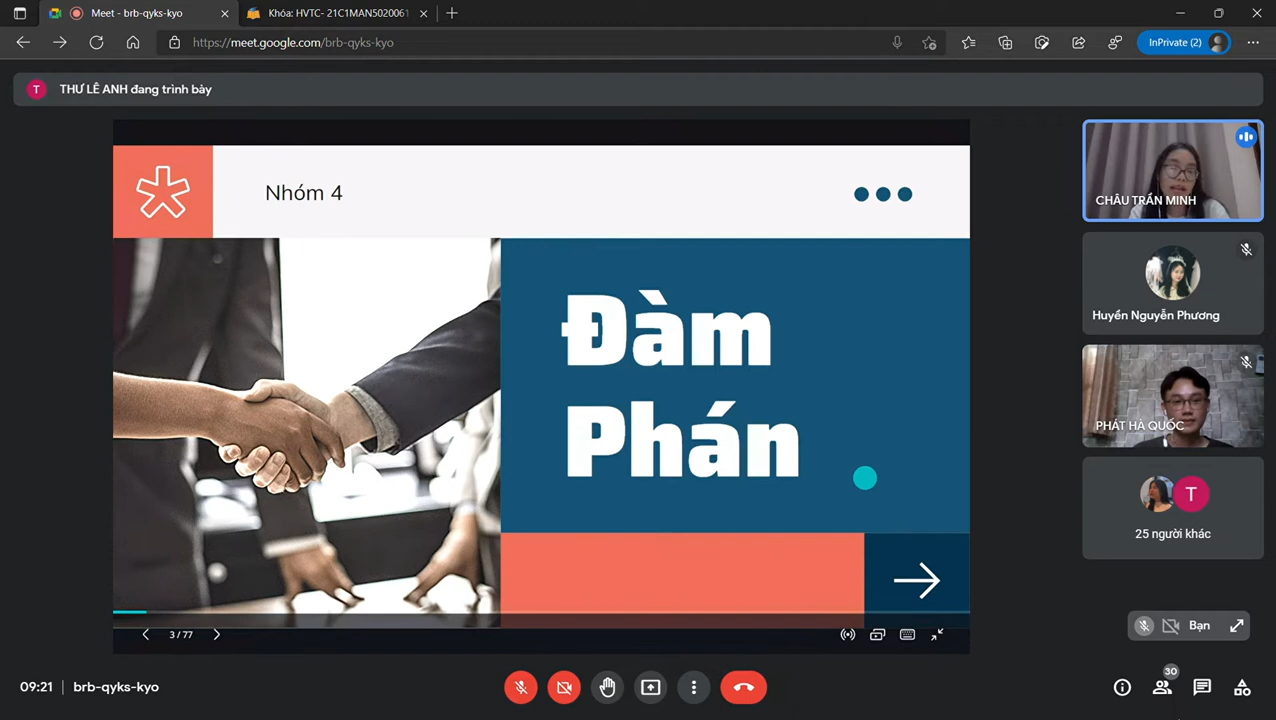 Meet - brb-qyks-kyo
Khóa: HVTC- 21C1MAN5020061
https://meet.google.com/brb-qyks-kyo
InPrivate (2)
T
THƯ LÊ ANH đang trình bày
Nhóm 4
Đàm
Phán
3 / 77
CHÂU TRẦN MINH
Huyền Nguyễn Phương
PHÁT HÀ QUỐC
T
25 người khác
Bạn
09:21 | brb-qyks-kyo
30